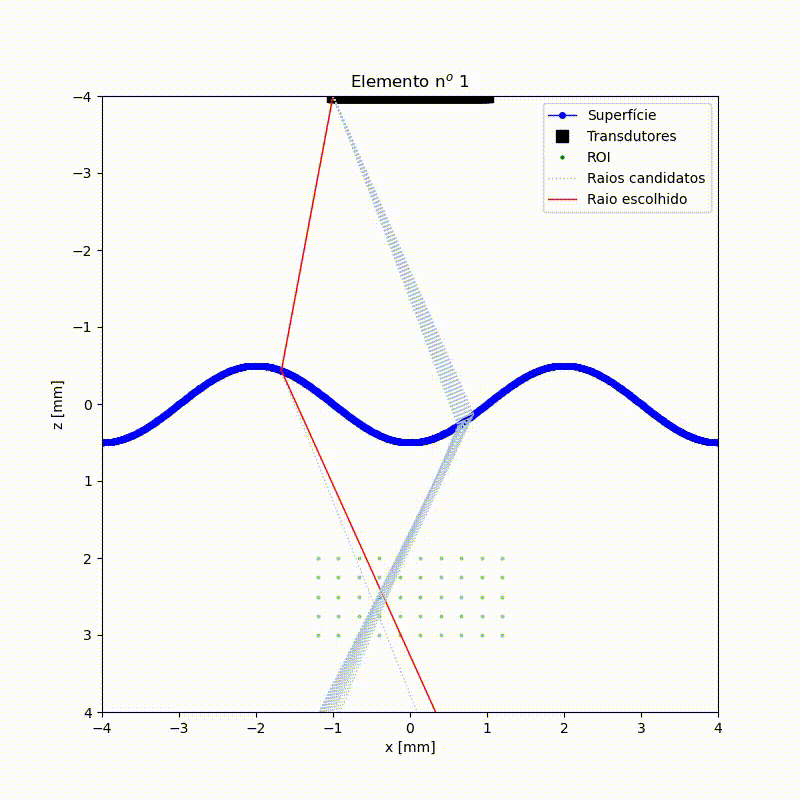 Elemento nº 1
Superfície
Transdutores
ROI
Raios candidatos
Raio escolhido
−4
−3
−2
−1
0
1
2
3
4
z [mm]
−4 −3 −2 −1 0 1 2 3 4
x [mm]